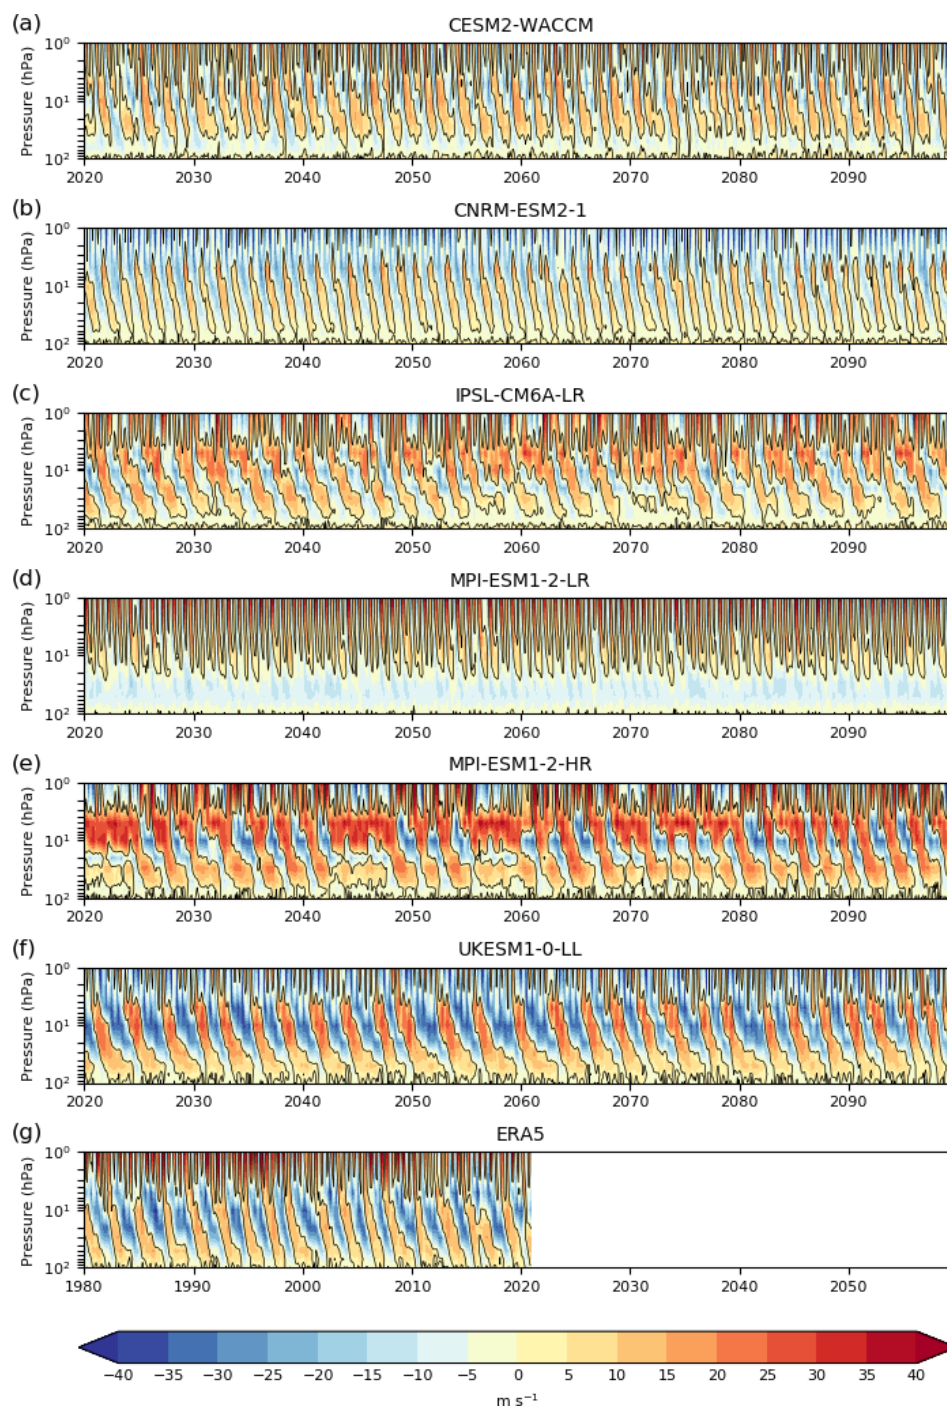 (a)
CESM2-WACCM
Pressure (hPa)
10⁰
10¹
10²
2020 2030 2040 2050 2060 2070 2080 2090
(b)
CNRM-ESM2-1
Pressure (hPa)
10⁰
10¹
10²
2020 2030 2040 2050 2060 2070 2080 2090
(c)
IPSL-CM6A-LR
Pressure (hPa)
10⁰
10¹
10²
2020 2030 2040 2050 2060 2070 2080 2090
(d)
MPI-ESM1-2-LR
Pressure (hPa)
10⁰
10¹
10²
2020 2030 2040 2050 2060 2070 2080 2090
(e)
MPI-ESM1-2-HR
Pressure (hPa)
10⁰
10¹
10²
2020 2030 2040 2050 2060 2070 2080 2090
(f)
UKESM1-0-LL
Pressure (hPa)
10⁰
10¹
10²
2020 2030 2040 2050 2060 2070 2080 2090
(g)
ERA5
Pressure (hPa)
10⁰
10¹
10²
1980 1990 2000 2010 2020 2030 2040 2050
−40 −35 −30 −25 −20 −15 −10 −5 0 5 10 15 20 25 30 35 40
m s⁻¹